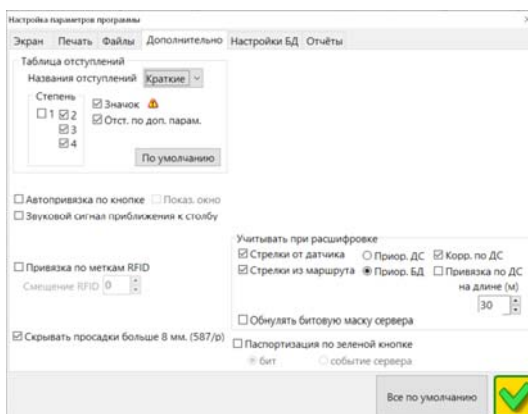 Настройка параметров программы
Экран Печать Файлы Дополнительно Настройки БД Отчёты
Таблица отступлений
Названия отступлений Краткие
Степень
1 2
3
4
Значок
Отст. по доп. парам.
По умолчанию
Автопривязка по кнопке Показ. окно
Звуковой сигнал приближения к столбу
Привязка по меткам RFID
Смещение RFID 0
Скрывать просадки больше 8 мм. (587/р)
Учитывать при расшифровке
Стрелки от датчика Приор. ДС Корр. по ДС
Стрелки из маршрута Приор. БД Привязка по ДС
на длине (м)
30
Обнулять битовую маску сервера
Паспортизация по зеленой кнопке
бит событие сервера
Все по умолчанию